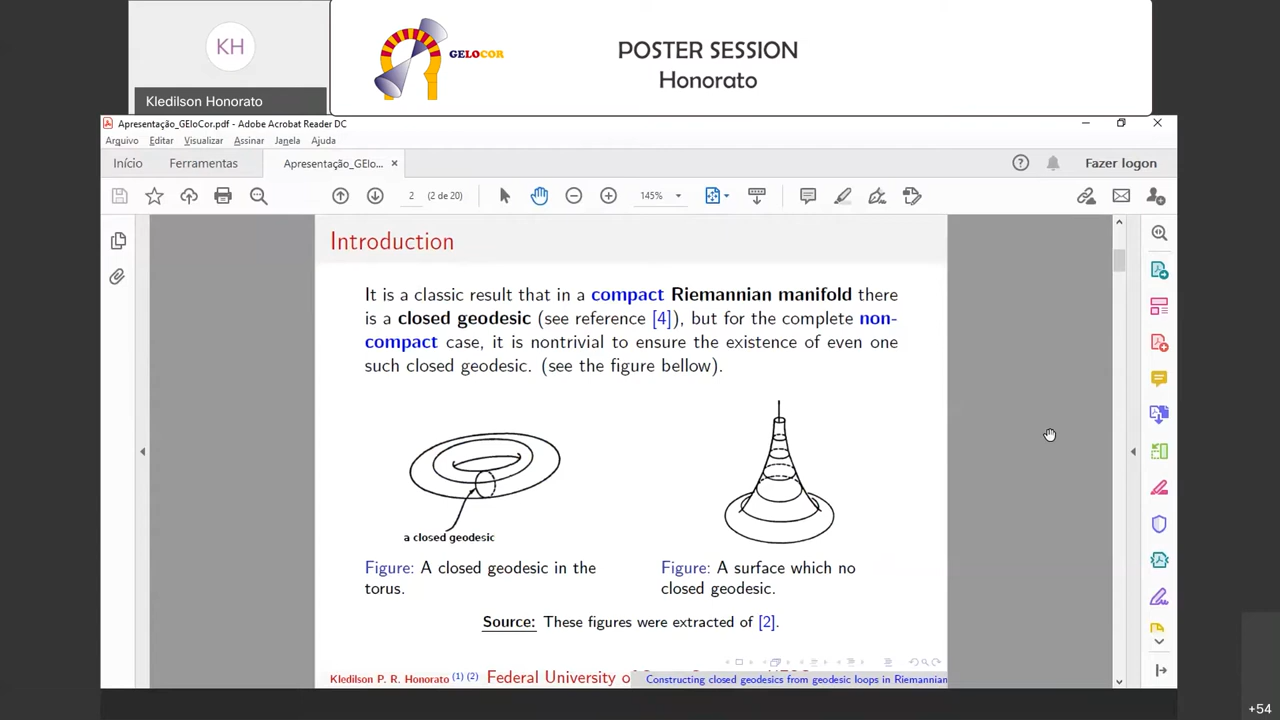 KH
Kledilson Honorato
GELOCOR
POSTER SESSION
Honorato
Apresentação_GEloCor.pdf - Adobe Acrobat Reader DC
Arquivo Editar Visualizar Assinar Janela Ajuda
Início Ferramentas Apresentação_GElo... × Fazer logon
2 (2 de 20) 145%
Introduction
It is a classic result that in a compact Riemannian manifold there
is a closed geodesic (see reference [4]), but for the complete non-
compact case, it is nontrivial to ensure the existence of even one
such closed geodesic. (see the figure bellow).
a closed geodesic
Figure: A closed geodesic in the
torus.
Figure: A surface which no
closed geodesic.
Source: These figures were extracted of [2].
Kledilson P. R. Honorato (1) (2) Federal University of
Constructing closed geodesics from geodesic loops in Riemannian
+54